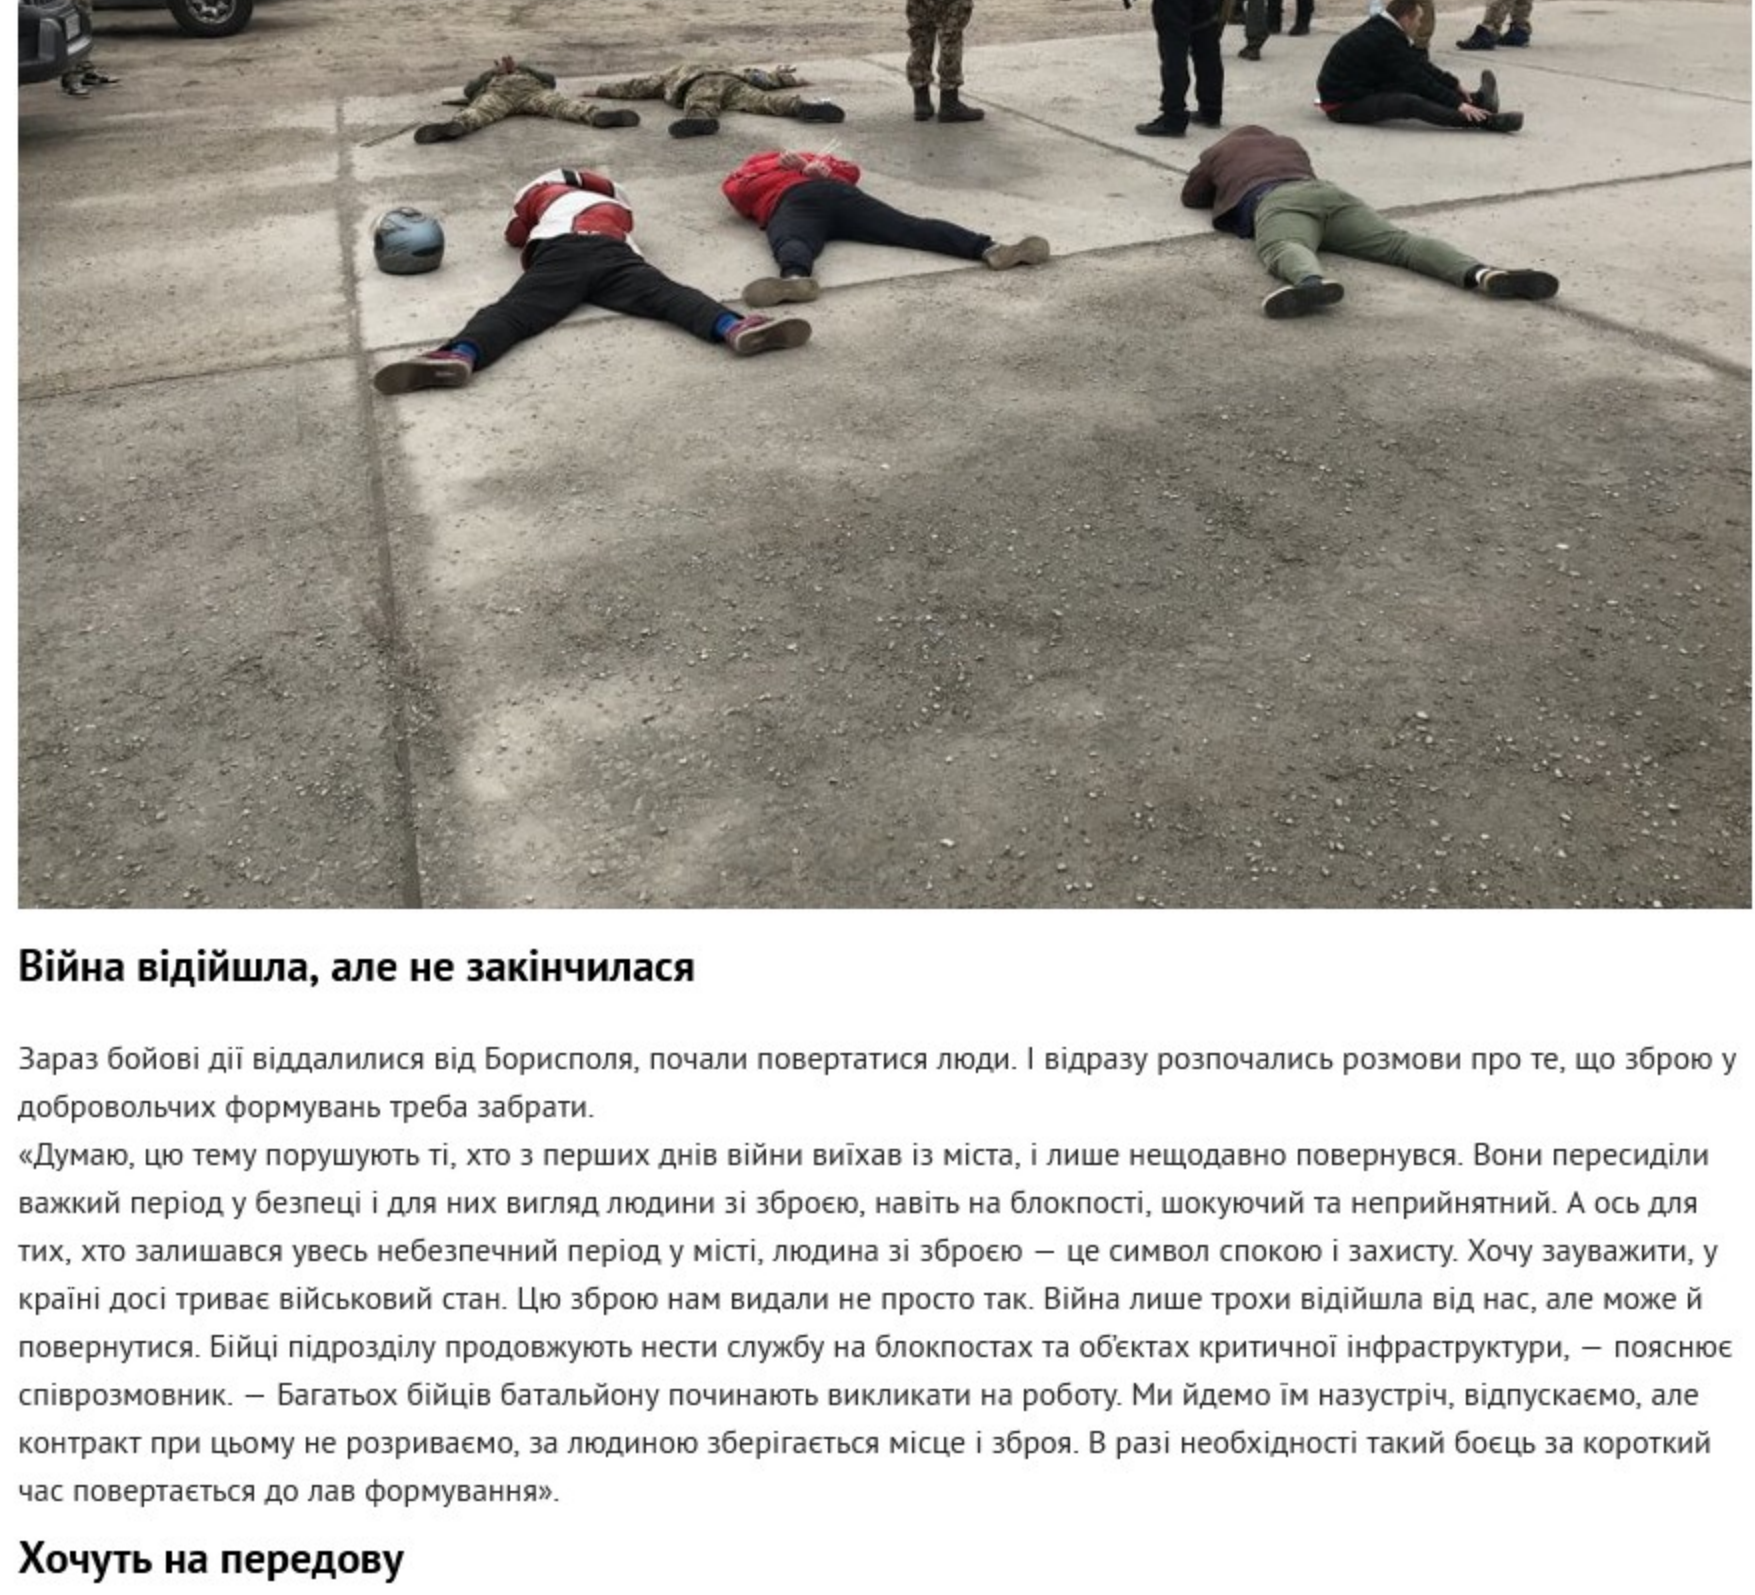 Війна відійшла, але не закінчилася
Зараз бойові дії віддалилися від Борисполя, почали повертатися люди. І відразу розпочались розмови про те, що зброю у
добровольчих формувань треба забрати.
«Думаю, цю тему порушують ті, хто з перших днів війни виїхав із міста, і лише нещодавно повернувся. Вони пересиділи
важкий період у безпеці і для них вигляд людини зі зброєю, навіть на блокпості, шокуючий та неприйнятний. А ось для
тих, хто залишався увесь небезпечний період у місті, людина зі зброєю — це символ спокою і захисту. Хочу зауважити, у
країні досі триває військовий стан. Цю зброю нам видали не просто так. Війна лише трохи відійшла від нас, але може й
повернутися. Бійці підрозділу продовжують нести службу на блокпостах та об'єктах критичної інфраструктури, — пояснює
співрозмовник. — Багатьох бійців батальйону починають викликати на роботу. Ми йдемо їм назустріч, відпускаємо, але
контракт при цьому не розриваємо, за людиною зберігається місце і зброя. В разі необхідності такий боєць за короткий
час повертається до лав формування».
Хочуть на передову